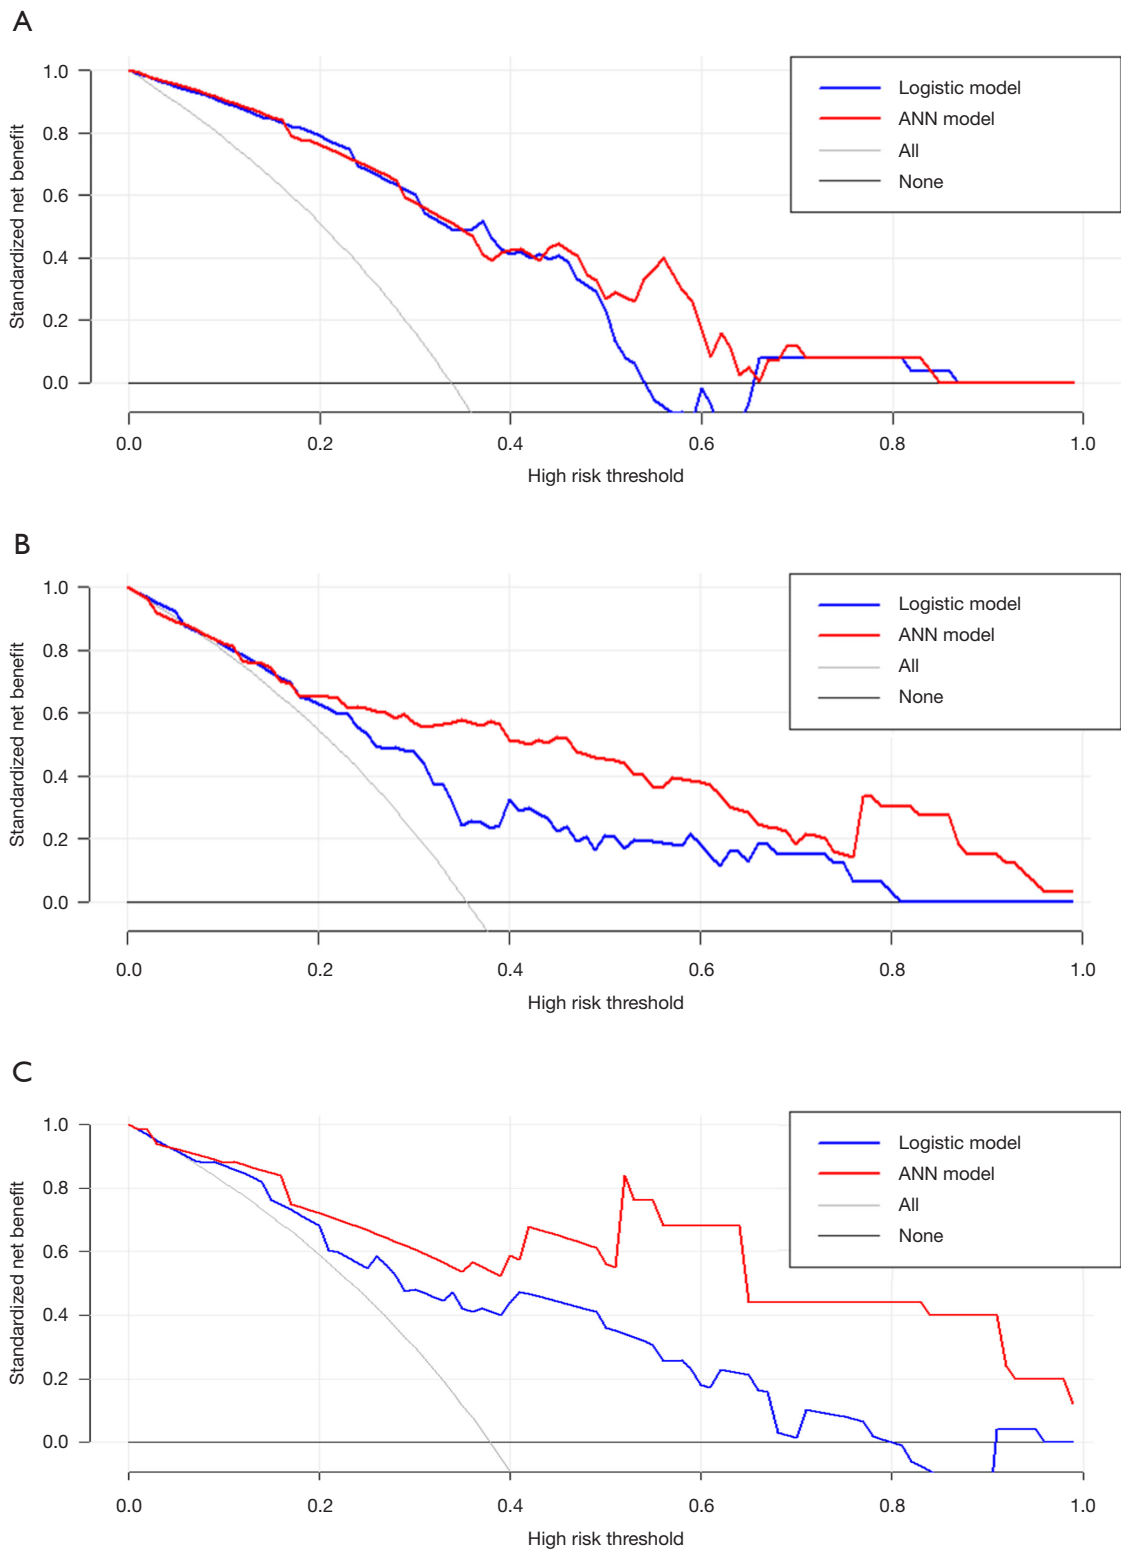 A
Standardized net benefit
1.0
0.8
0.6
0.4
0.2
0.0
Logistic model
ANN model
All
None
0.0 0.2 0.4 0.6 0.8 1.0
High risk threshold
B
Standardized net benefit
1.0
0.8
0.6
0.4
0.2
0.0
Logistic model
ANN model
All
None
0.0 0.2 0.4 0.6 0.8 1.0
High risk threshold
C
Standardized net benefit
1.0
0.8
0.6
0.4
0.2
0.0
Logistic model
ANN model
All
None
0.0 0.2 0.4 0.6 0.8 1.0
High risk threshold